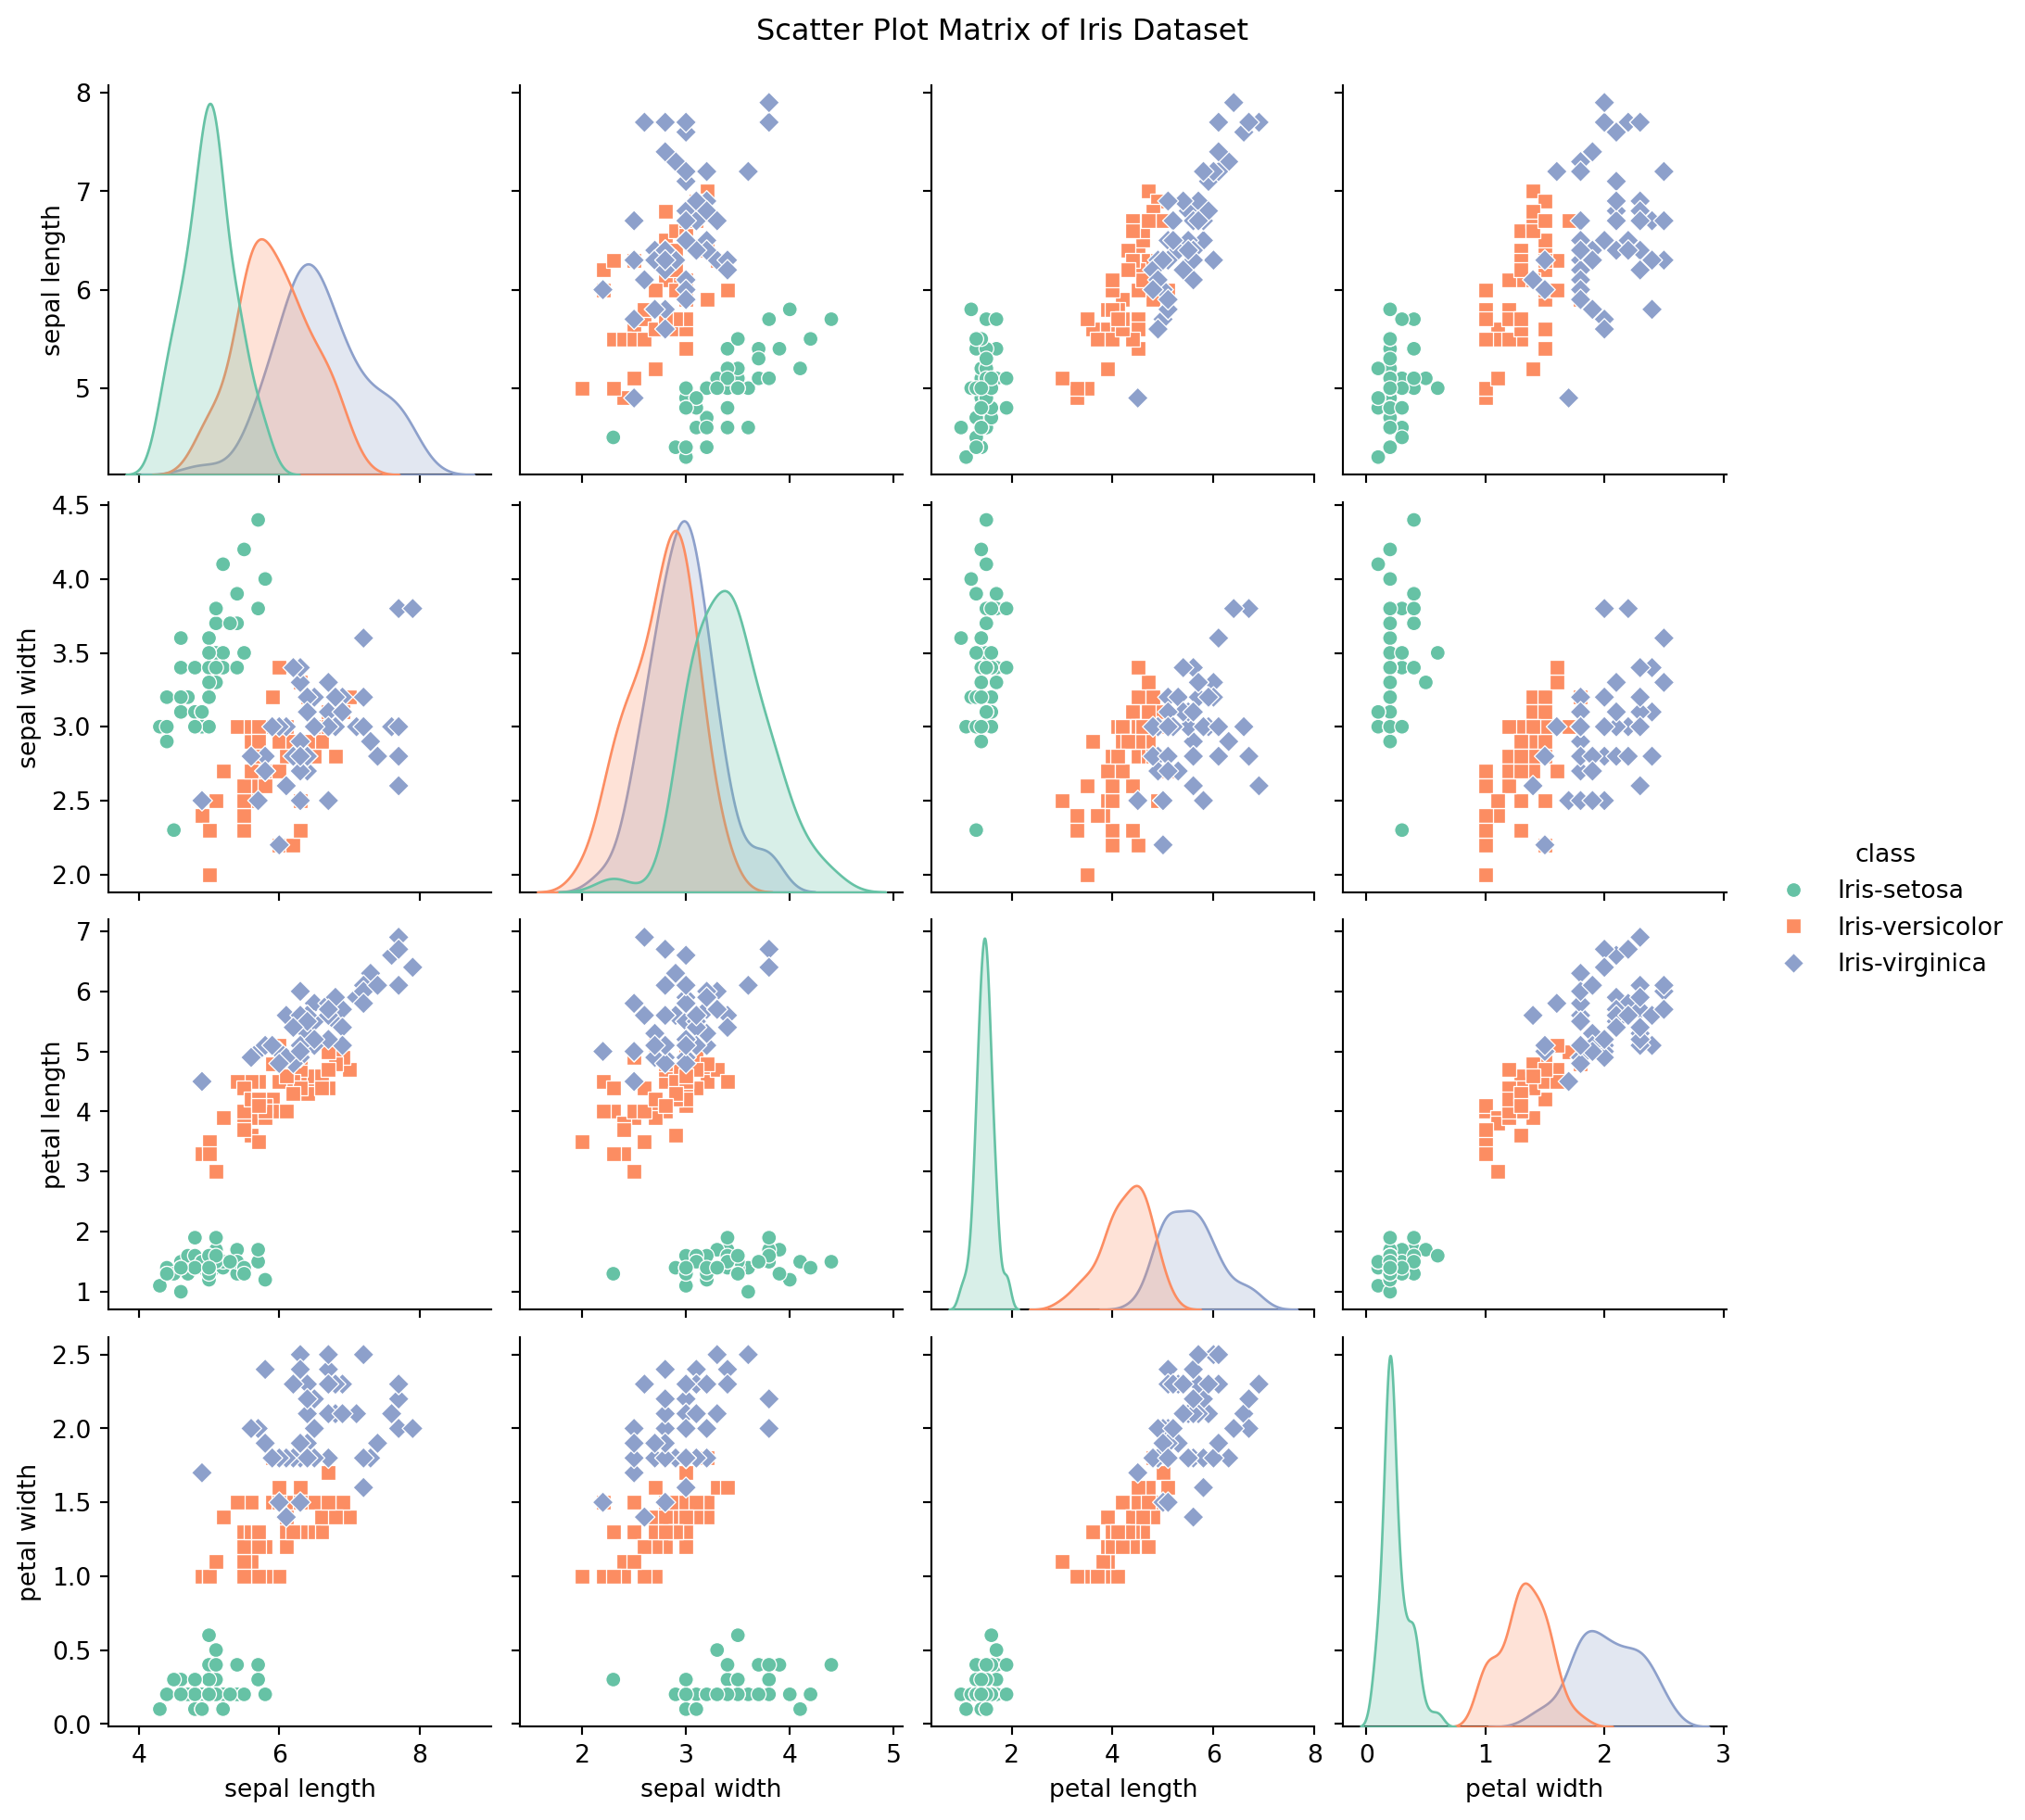 Scatter Plot Matrix of Iris Dataset
8
7
6
5
sepal length
4.5
4.0
3.5
3.0
2.5
2.0
sepal width
class
Iris-setosa
Iris-versicolor
Iris-virginica
7
6
5
4
3
2
1
petal length
2.5
2.0
1.5
1.0
0.5
0.0
petal width
4 6 8
2 3 4 5
2 4 6 8
0 1 2 3
sepal length
sepal width
petal length
petal width